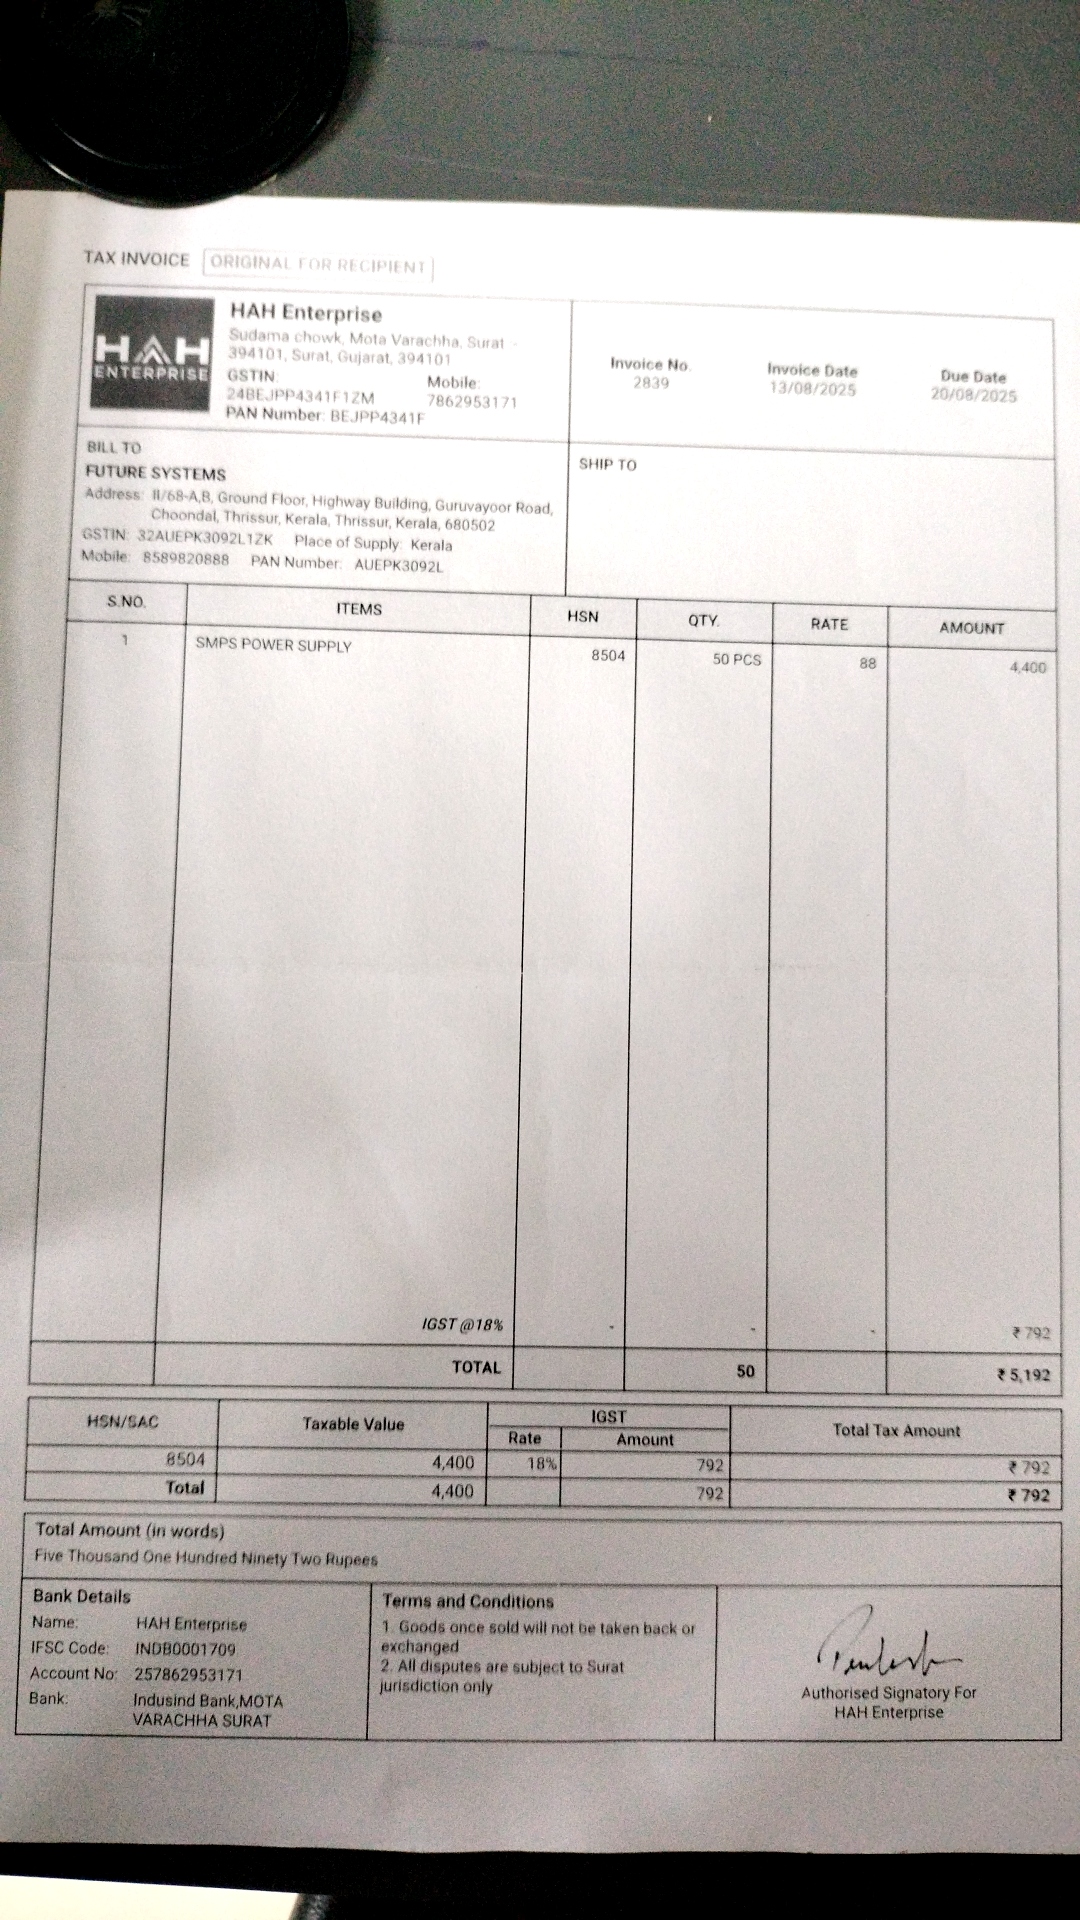 TAX INVOICE ORIGINAL FOR RECIPIENT
HAH
ENTERPRISE
HAH Enterprise
Sudama chowk, Mota Varachha, Surat -
394101, Surat, Gujarat, 394101
GSTIN: Mobile:
24BEJPP4341F1ZM 7862953171
PAN Number: BEJPP4341F
Invoice No. Invoice Date Due Date
2839 13/08/2025 20/08/2025
BILL TO
FUTURE SYSTEMS
Address: II/68-A,B, Ground Floor, Highway Building, Guruvayoor Road,
Choondal, Thrissur, Kerala, Thrissur, Kerala, 680502
GSTIN: 32AUEPK3092L1ZK Place of Supply: Kerala
Mobile: 8589820888 PAN Number: AUEPK3092L
SHIP TO
S.NO. ITEMS HSN QTY. RATE AMOUNT
1 SMPS POWER SUPPLY 8504 50 PCS 88 4,400
IGST @18% - - - ₹ 792
TOTAL 50 ₹ 5,192
HSN/SAC Taxable Value IGST Total Tax Amount
Rate Amount
8504 4,400 18% 792 ₹ 792
Total 4,400 792 ₹ 792
Total Amount (in words)
Five Thousand One Hundred Ninety Two Rupees
Bank Details
Name: HAH Enterprise
IFSC Code: INDB0001709
Account No: 257862953171
Bank: Indusind Bank,MOTA
VARACHHA SURAT
Terms and Conditions
1. Goods once sold will not be taken back or
exchanged
2. All disputes are subject to Surat
jurisdiction only
Authorised Signatory For
HAH Enterprise